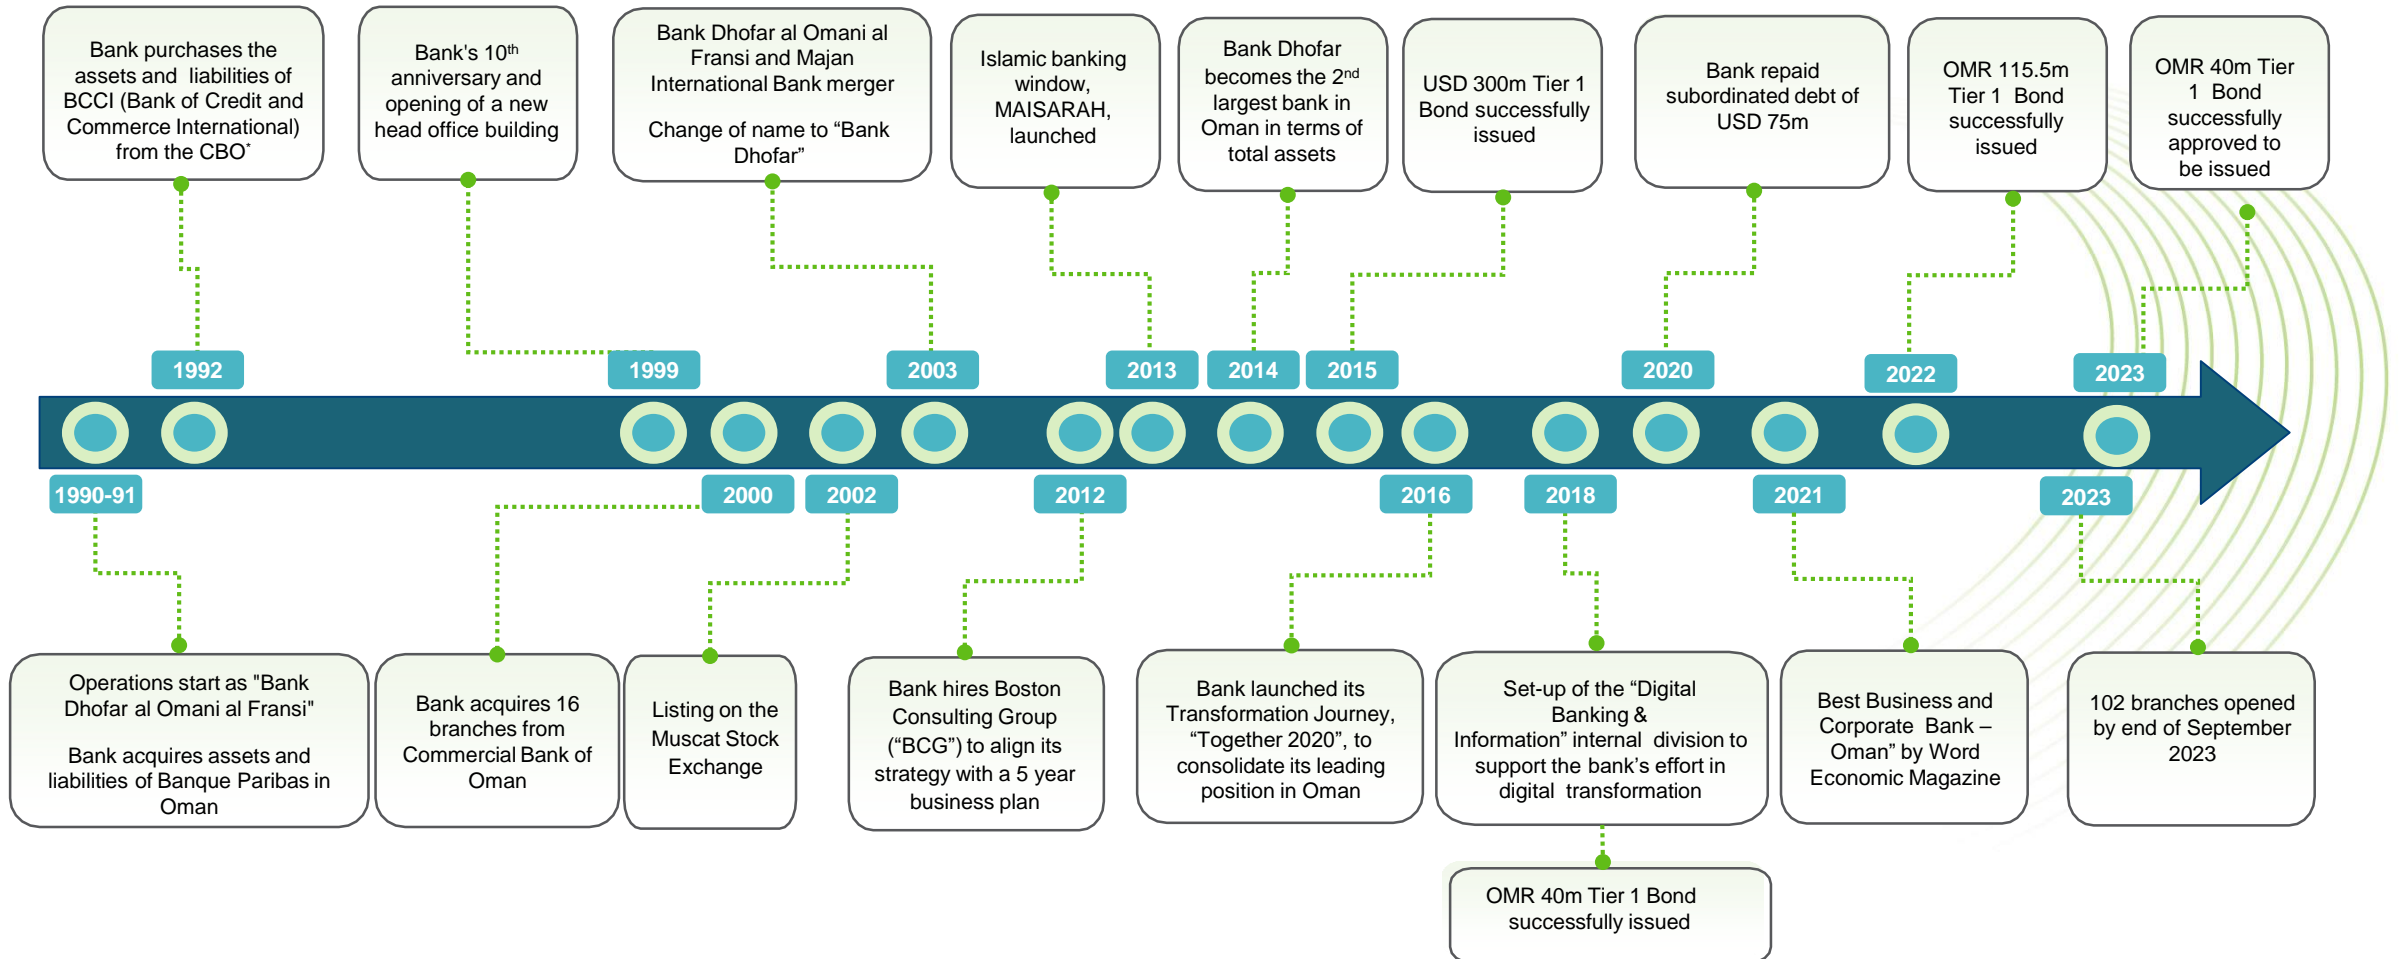 Bank purchases the
assets and liabilities of
BCCI (Bank of Credit and
Commerce International)
from the CBO*
Bank's 10th
anniversary and
opening of a new
head office building
Bank Dhofar al Omani al
Fransi and Majan
International Bank merger
Change of name to “Bank
Dhofar”
Islamic banking
window,
MAISARAH,
launched
Bank Dhofar
becomes the 2nd
largest bank in
Oman in terms of
total assets
USD 300m Tier 1
Bond successfully
issued
Bank repaid
subordinated debt of
USD 75m
OMR 115.5m
Tier 1 Bond
successfully
issued
OMR 40m Tier
1 Bond
successfully
approved to
be issued
1992
1999
2003
2013
2014
2015
2020
2022
2023
1990-91
2000
2002
2012
2016
2018
2021
2023
Operations start as "Bank
Dhofar al Omani al Fransi"
Bank acquires assets and
liabilities of Banque Paribas in
Oman
Bank acquires 16
branches from
Commercial Bank of
Oman
Listing on the
Muscat Stock
Exchange
Bank hires Boston
Consulting Group
(“BCG”) to align its
strategy with a 5 year
business plan
Bank launched its
Transformation Journey,
“Together 2020”, to
consolidate its leading
position in Oman
Set-up of the “Digital
Banking &
Information” internal division to
support the bank’s effort in
digital transformation
Best Business and
Corporate Bank –
Oman” by Word
Economic Magazine
102 branches opened
by end of September
2023
OMR 40m Tier 1 Bond
successfully issued